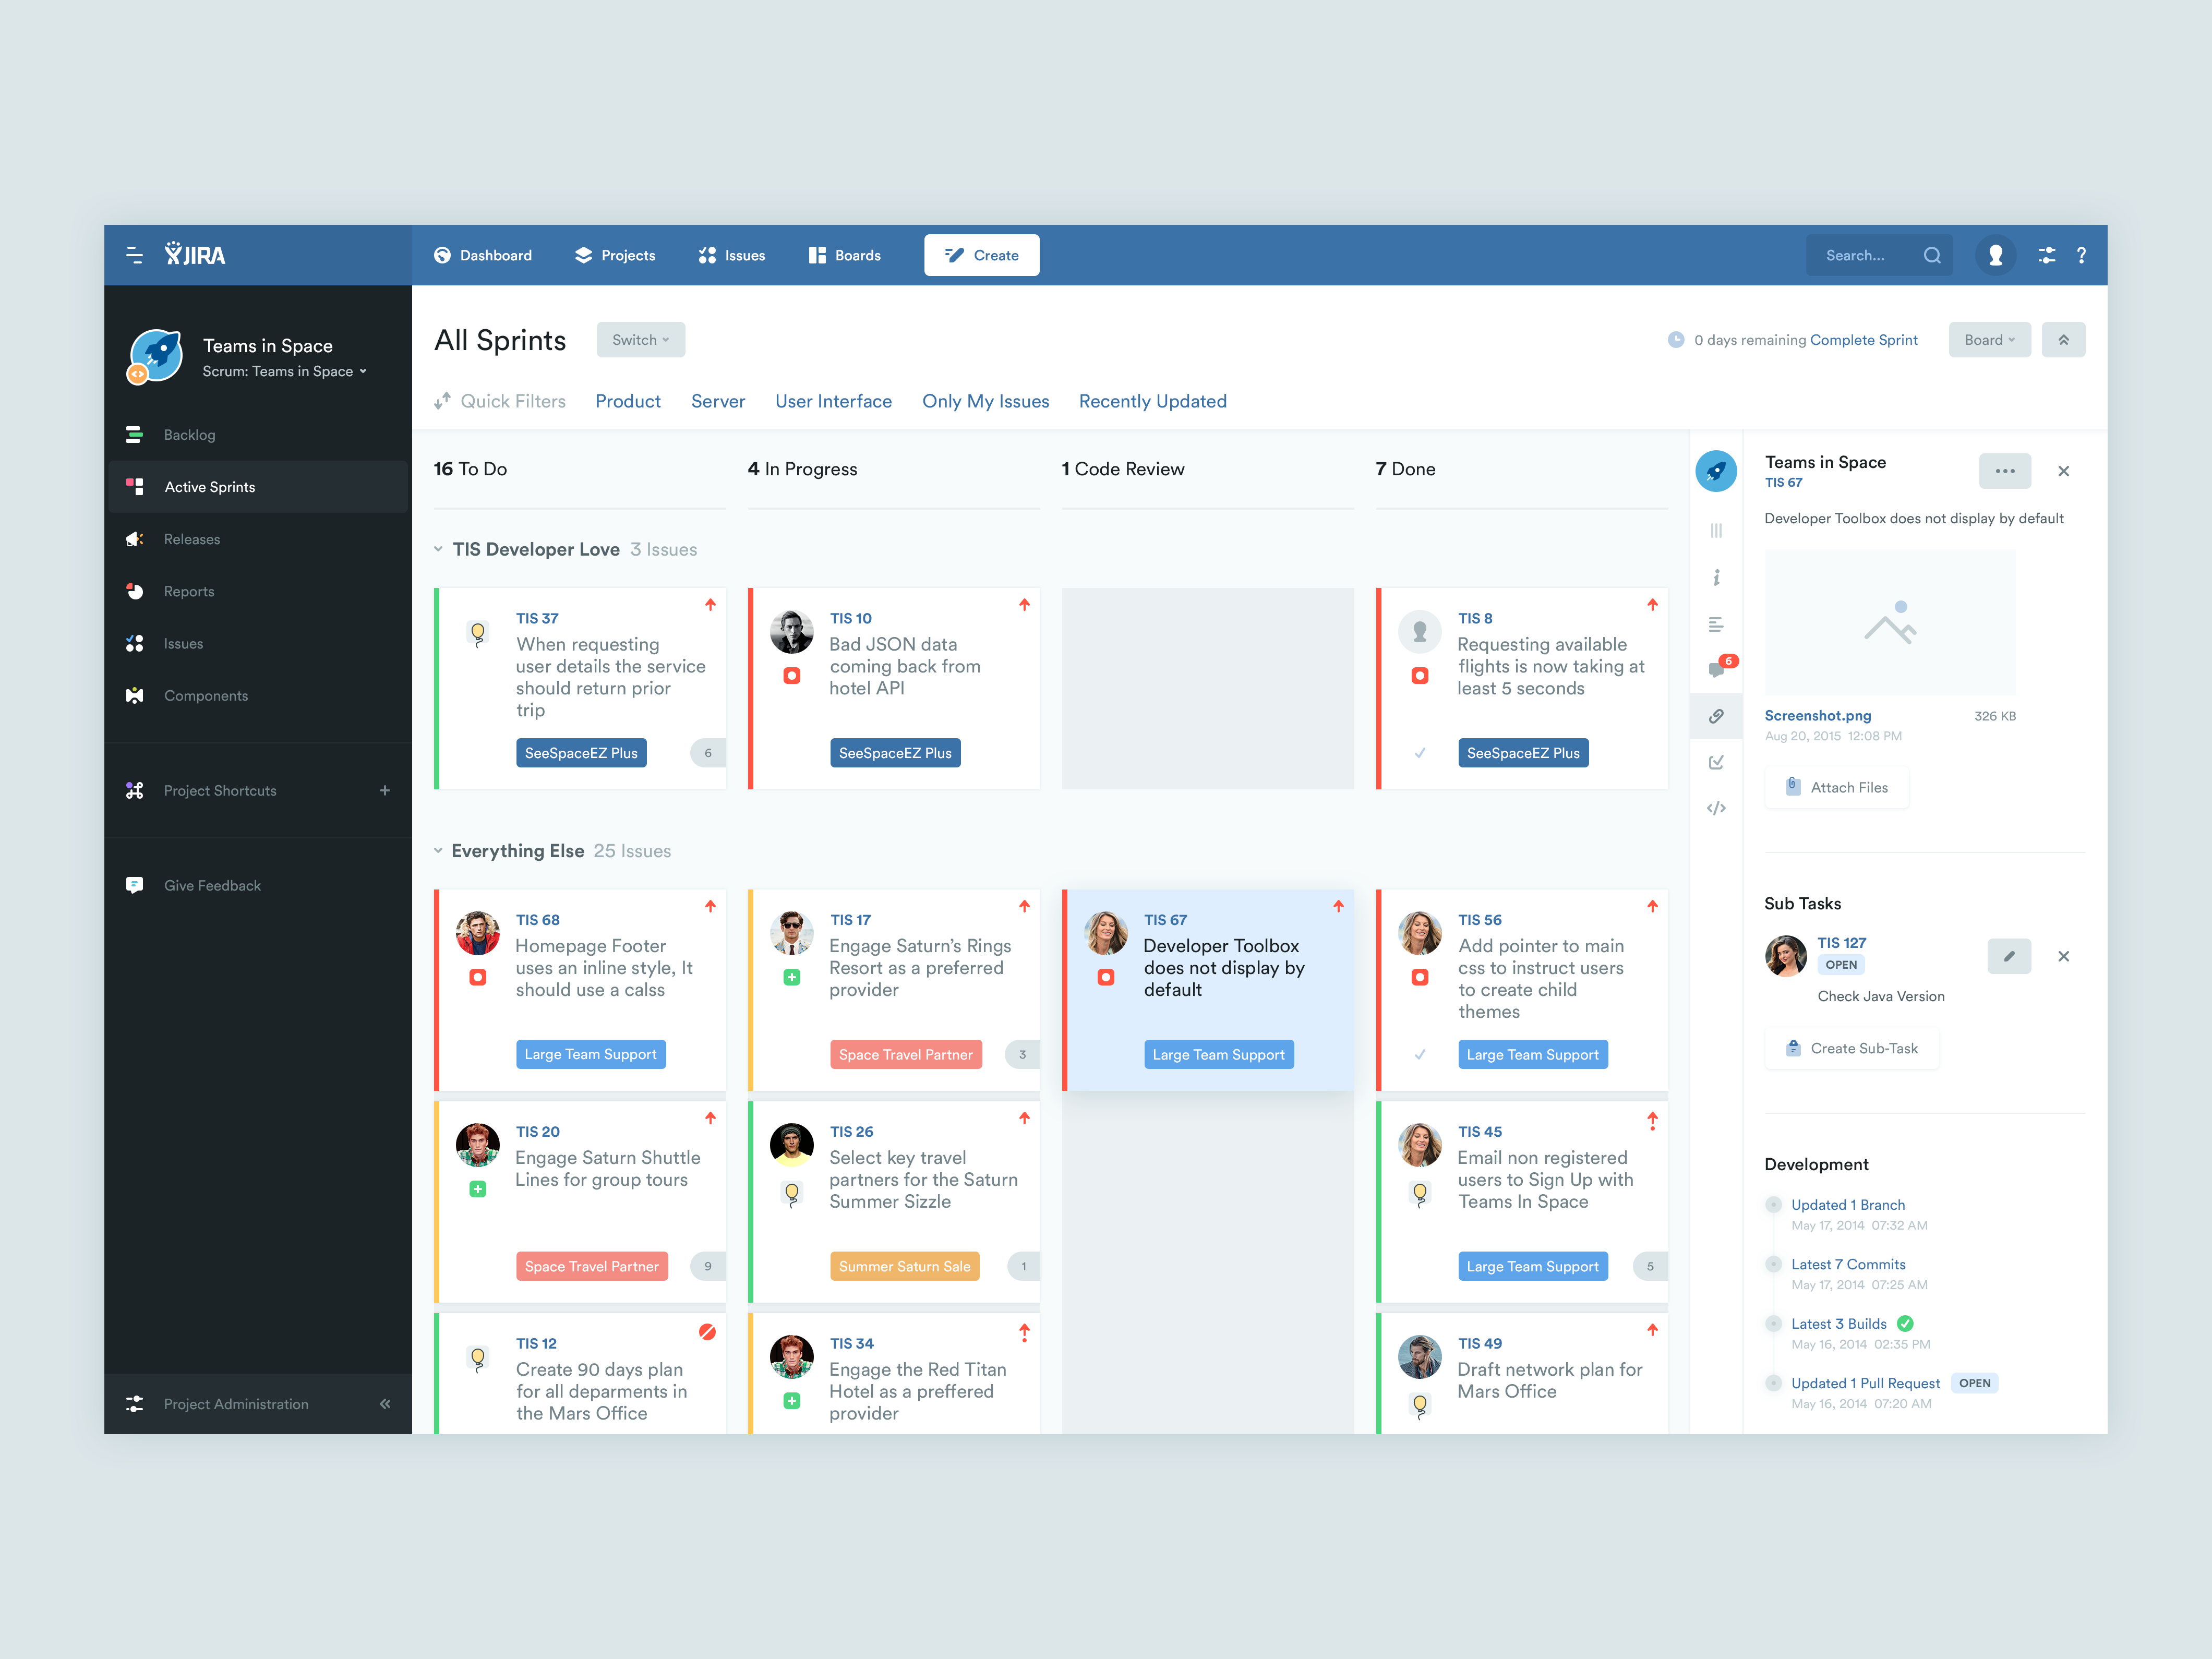 JIRA
Dashboard
Projects
Issues
Boards
Create
Search...
?
Teams in Space
Scrum: Teams in Space
Backlog
Active Sprints
Releases
Reports
Issues
Components
Project Shortcuts
+
Give Feedback
Project Administration
All Sprints
Switch
0 days remaining Complete Sprint
Board
Quick Filters
Product
Server
User Interface
Only My Issues
Recently Updated
16 To Do
4 In Progress
1 Code Review
7 Done
TIS Developer Love 3 Issues
TIS 37
When requesting
user details the service
should return prior
trip
SeeSpaceEZ Plus
6
TIS 10
Bad JSON data
coming back from
hotel API
SeeSpaceEZ Plus
TIS 8
Requesting available
flights is now taking at
least 5 seconds
SeeSpaceEZ Plus
Everything Else 25 Issues
TIS 68
Homepage Footer
uses an inline style, It
should use a calss
Large Team Support
TIS 17
Engage Saturn's Rings
Resort as a preferred
provider
Space Travel Partner
3
TIS 67
Developer Toolbox
does not display by
default
Large Team Support
TIS 56
Add pointer to main
css to instruct users
to create child
themes
Large Team Support
TIS 20
Engage Saturn Shuttle
Lines for group tours
Space Travel Partner
9
TIS 26
Select key travel
partners for the Saturn
Summer Sizzle
Summer Saturn Sale
1
TIS 45
Email non registered
users to Sign Up with
Teams In Space
Large Team Support
5
TIS 12
Create 90 days plan
for all deparments in
the Mars Office
TIS 34
Engage the Red Titan
Hotel as a preffered
provider
TIS 49
Draft network plan for
Mars Office
6
Teams in Space
TIS 67
Developer Toolbox does not display by default
Screenshot.png
326 KB
Aug 20, 2015 12:08 PM
Attach Files
Sub Tasks
TIS 127
OPEN
Check Java Version
Create Sub-Task
Development
Updated 1 Branch
May 17, 2014 07:32 AM
Latest 7 Commits
May 17, 2014 07:25 AM
Latest 3 Builds
May 16, 2014 02:35 PM
Updated 1 Pull Request
OPEN
May 16, 2014 07:20 AM